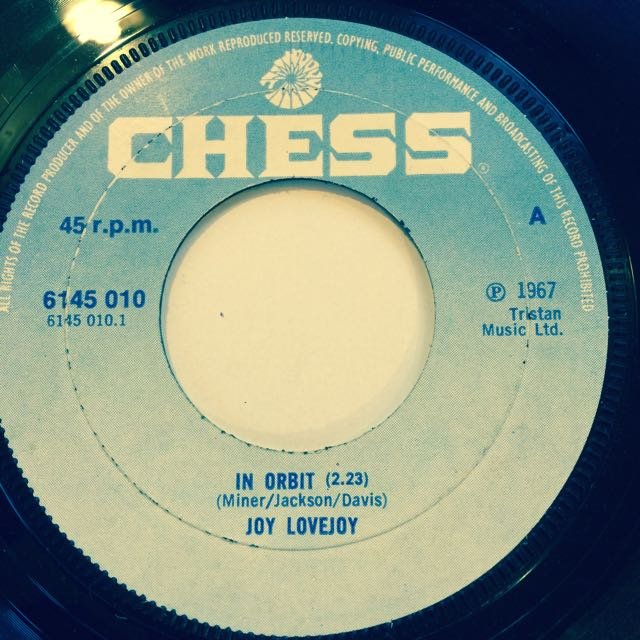 ALL RIGHTS OF THE RECORD PRODUCER AND OF THE OWNER OF THE WORK REPRODUCED RESERVED, COPYING, PUBLIC PERFORMANCE AND BROADCASTING OF THIS RECORD PROHIBITED
CHESS®
45 r.p.m.
A
6145 010
6145 010.1
℗ 1967
Tristan
Music Ltd.
IN ORBIT (2.23)
(Miner/Jackson/Davis)
JOY LOVEJOY